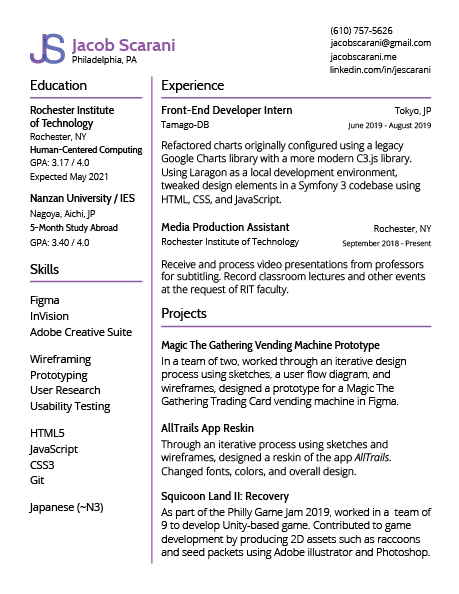 JS Jacob Scarani
Philadelphia, PA
(610) 757-5626
jacobscarani@gmail.com
jacobscarani.me
linkedin.com/in/jescarani
Education
Rochester Institute
of Technology
Rochester, NY
Human-Centered Computing
GPA: 3.17 / 4.0
Expected May 2021
Nanzan University / IES
Nagoya, Aichi, JP
5-Month Study Abroad
GPA: 3.40 / 4.0
Skills
Figma
InVision
Adobe Creative Suite
Wireframing
Prototyping
User Research
Usability Testing
HTML5
JavaScript
CSS3
Git
Japanese (~N3)
Experience
Front-End Developer Intern Tokyo, JP
Tamago-DB June 2019 - August 2019
Refactored charts originally configured using a legacy
Google Charts library with a more modern C3.js library.
Using Laragon as a local development environment,
tweaked design elements in a Symfony 3 codebase using
HTML, CSS, and JavaScript.
Media Production Assistant Rochester, NY
Rochester Institute of Technology September 2018 - Present
Receive and process video presentations from professors
for subtitling. Record classroom lectures and other events
at the request of RIT faculty.
Projects
Magic The Gathering Vending Machine Prototype
In a team of two, worked through an iterative design
process using sketches, a user flow diagram, and
wireframes, designed a prototype for a Magic The
Gathering Trading Card vending machine in Figma.
AllTrails App Reskin
Through an iterative process using sketches and
wireframes, designed a reskin of the app AllTrails.
Changed fonts, colors, and overall design.
Squicoon Land II: Recovery
As part of the Philly Game Jam 2019, worked in a team of
9 to develop Unity-based game. Contributed to game
development by producing 2D assets such as raccoons
and seed packets using Adobe illustrator and Photoshop.